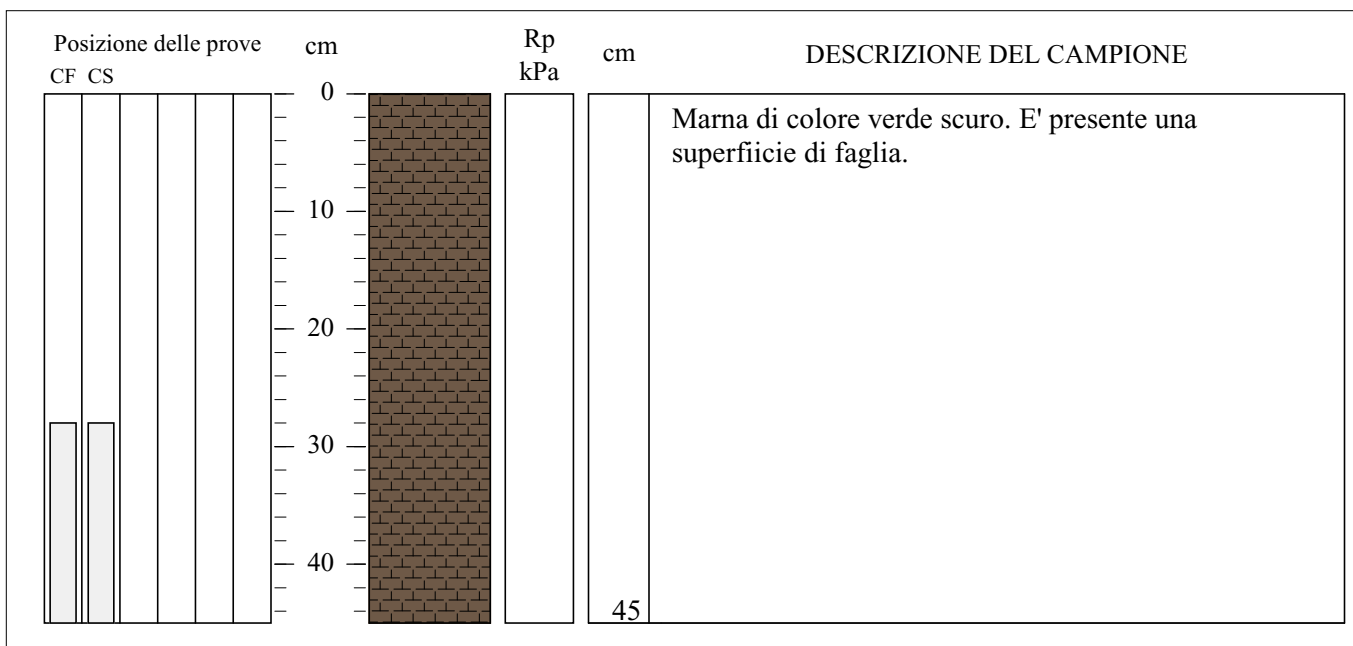 Posizione delle prove cm Rp kPa cm DESCRIZIONE DEL CAMPIONE
CF CS
0
10
20
30
40
45
Marna di colore verde scuro. E' presente una
superfiicie di faglia.